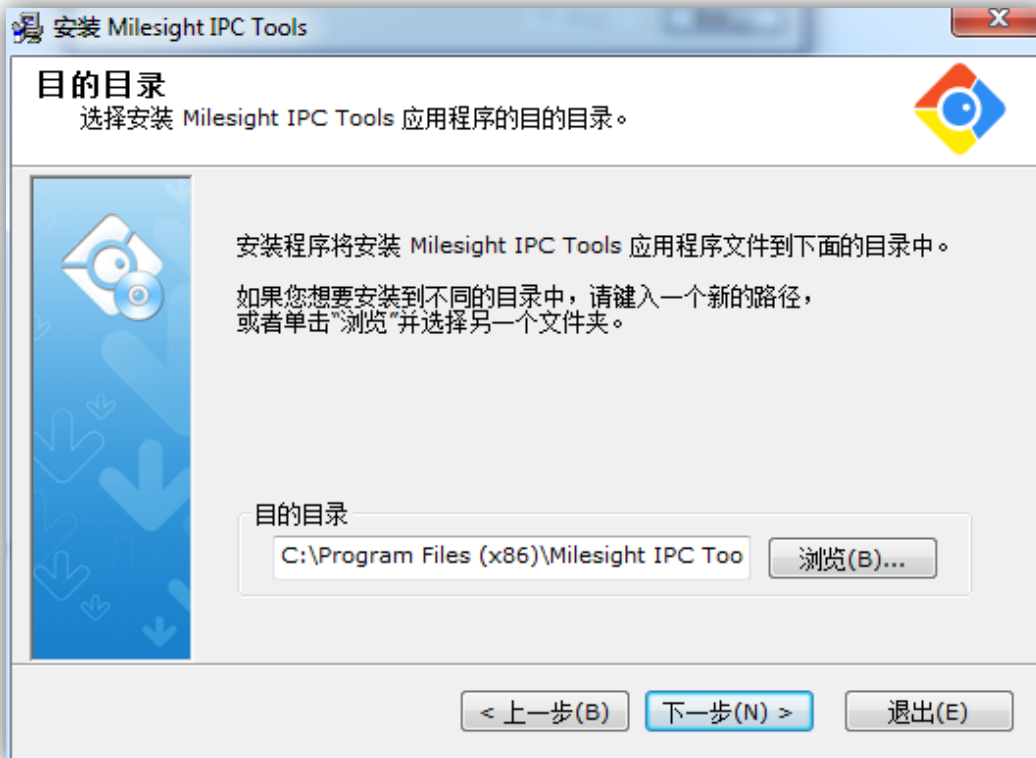 安装 Milesight IPC Tools
目的目录
选择安装 Milesight IPC Tools 应用程序的目的目录。
安装程序将安装 Milesight IPC Tools 应用程序文件到下面的目录中。
如果您想要安装到不同的目录中，请键入一个新的路径，
或者单击"浏览"并选择另一个文件夹。
目的目录
C:\Program Files (x86)\Milesight IPC Too
浏览(B)...
< 上一步(B)
下一步(N) >
退出(E)